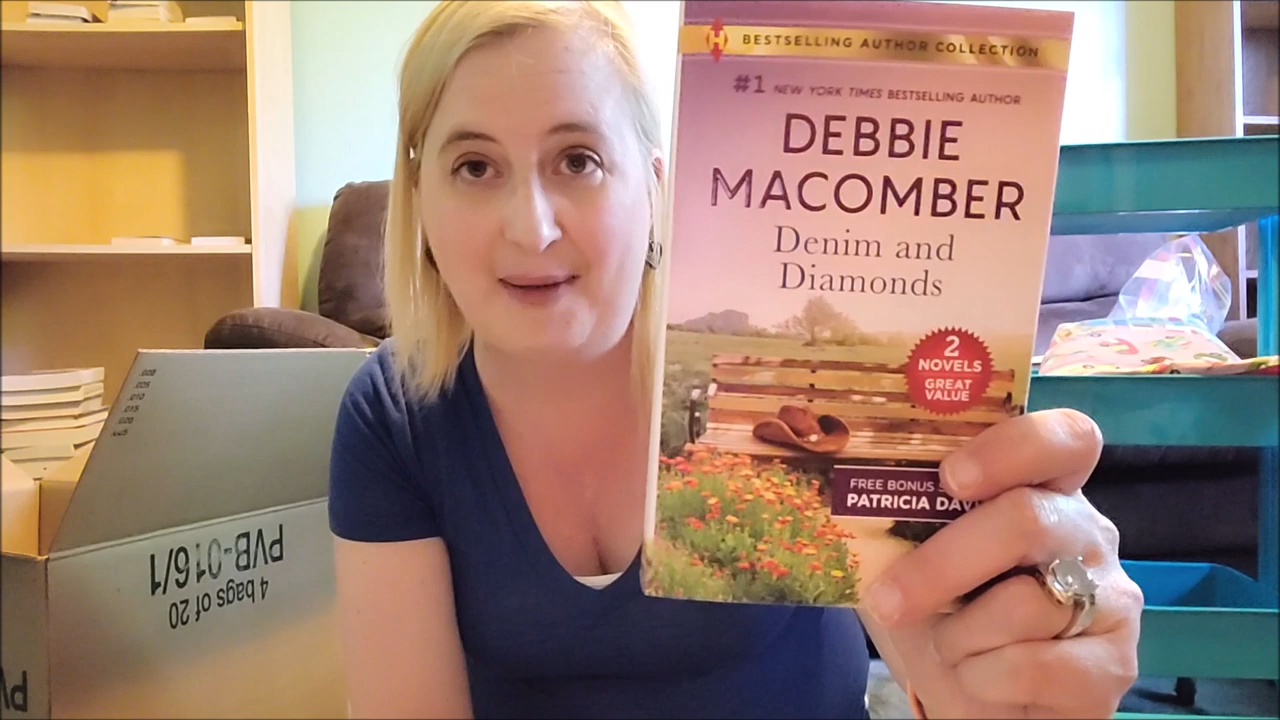 BESTSELLING AUTHOR COLLECTION
#1 NEW YORK TIMES BESTSELLING AUTHOR
DEBBIE
MACOMBER
Denim and
Diamonds
2
NOVELS
GREAT
VALUE
FREE BONUS
PATRICIA
4 bags of 20
PVB-016/1